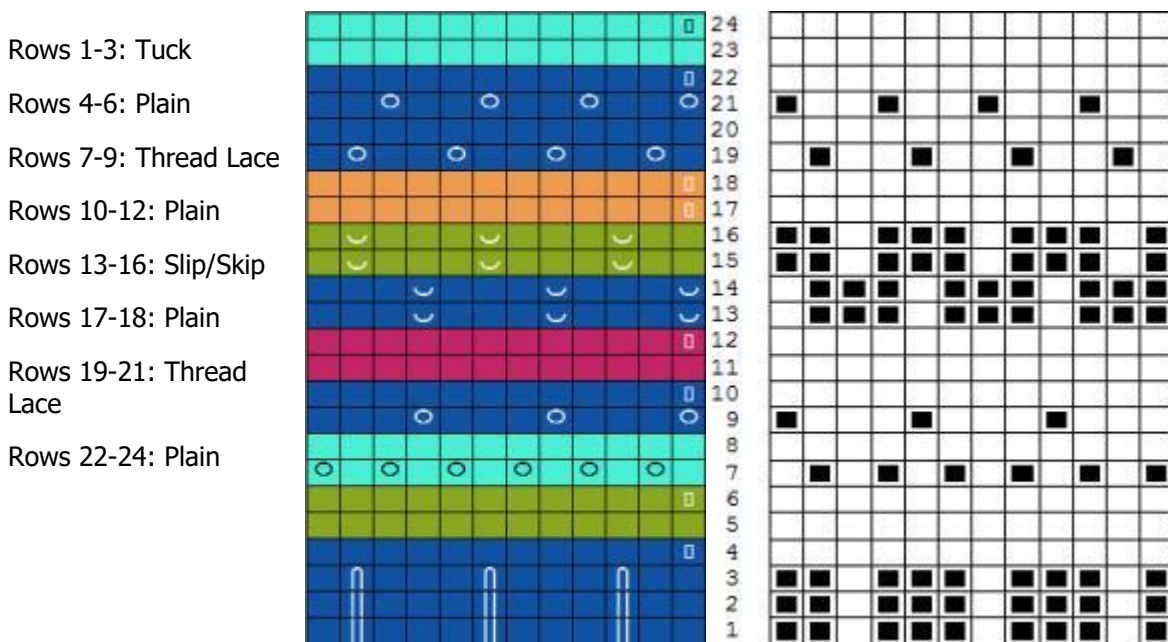 Rows 1-3: Tuck
Rows 4-6: Plain
Rows 7-9: Thread Lace
Rows 10-12: Plain
Rows 13-16: Slip/Skip
Rows 17-18: Plain
Rows 19-21: Thread
Lace
Rows 22-24: Plain
24
23
22
21
20
19
18
17
16
15
14
13
12
11
10
9
8
7
6
5
4
3
2
1